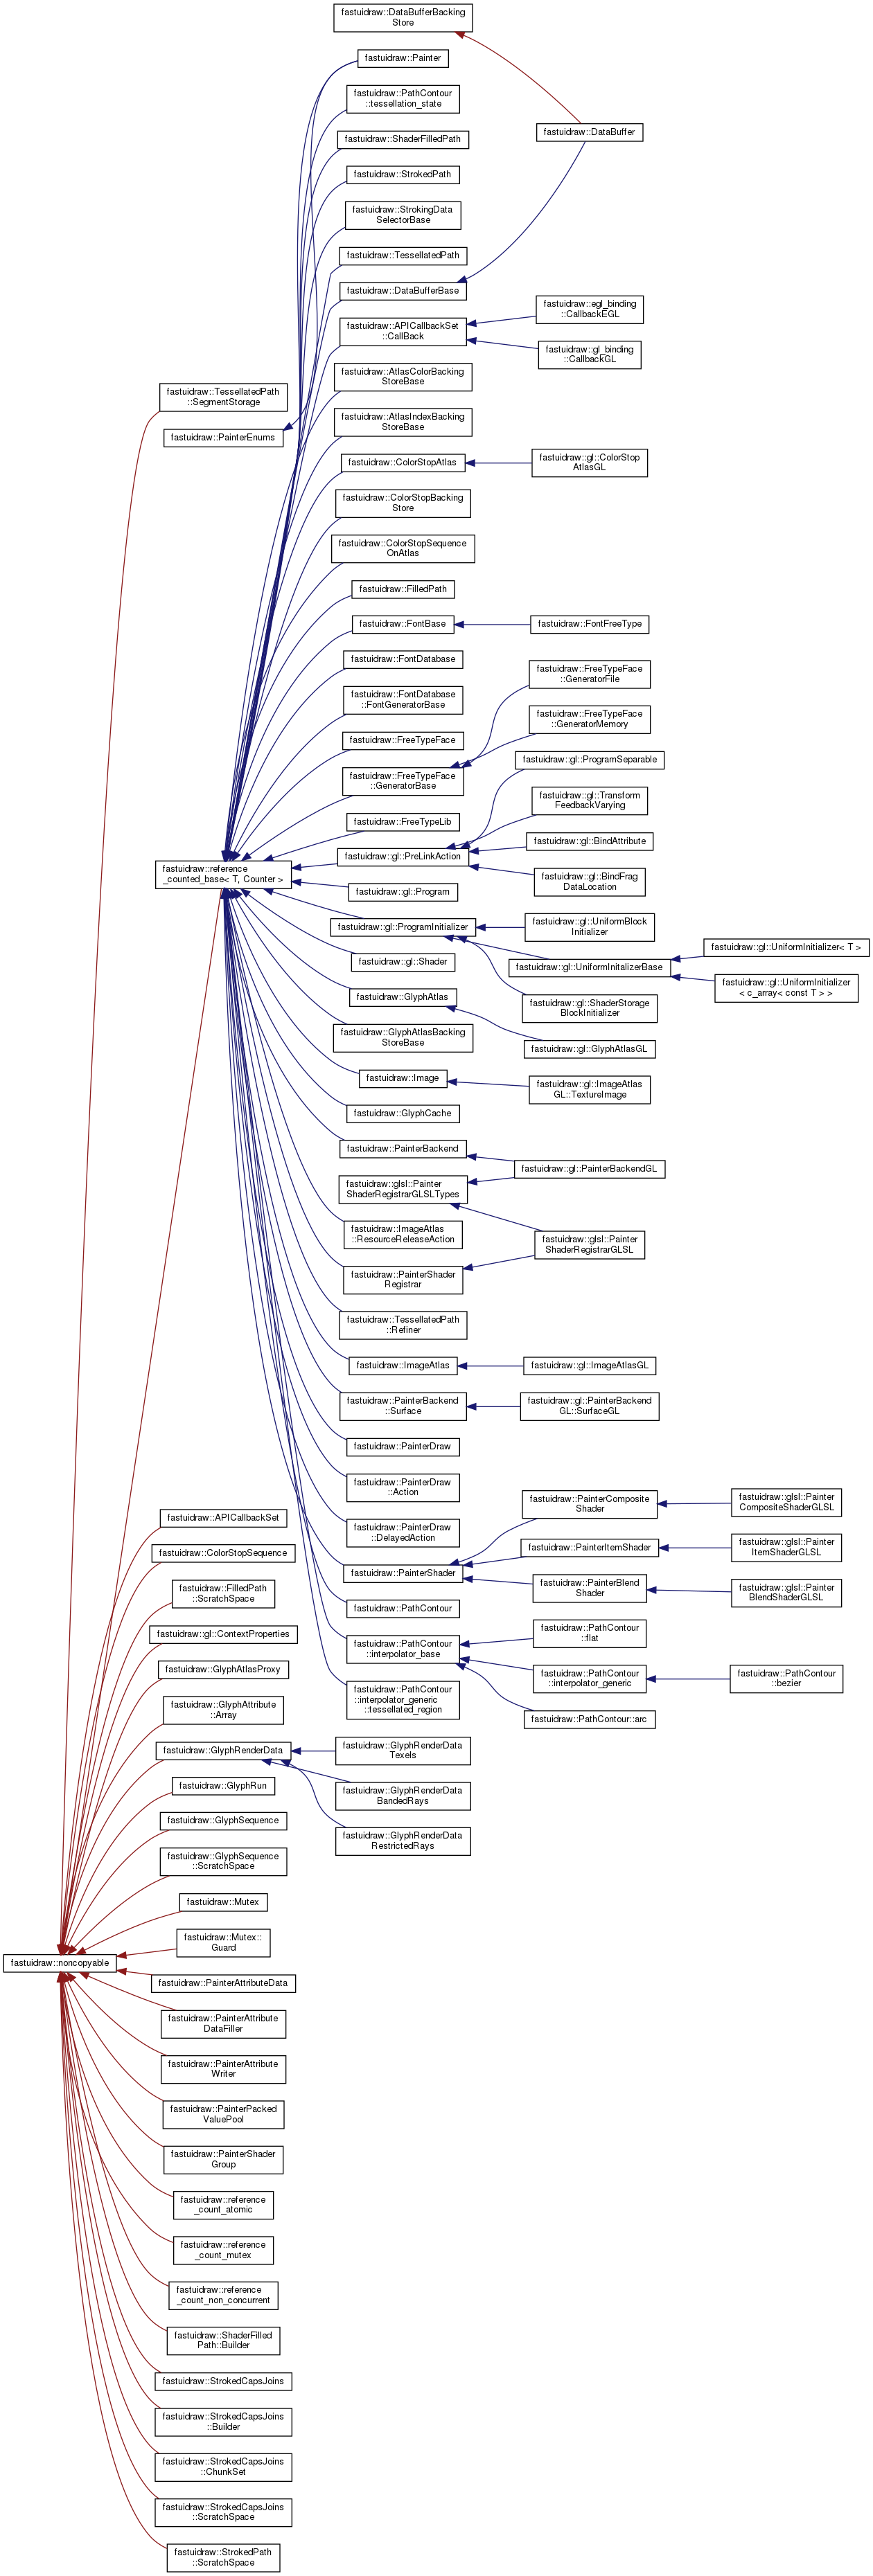 fastuidraw::DataBufferBacking
Store
fastuidraw::Painter
fastuidraw::PathContour
::tessellation_state
fastuidraw::DataBuffer
fastuidraw::ShaderFilledPath
fastuidraw::StrokedPath
fastuidraw::StrokingData
SelectorBase
fastuidraw::TessellatedPath
fastuidraw::DataBufferBase
fastuidraw::egl_binding
::CallbackEGL
fastuidraw::APICallbackSet
::CallBack
fastuidraw::gl_binding
::CallbackGL
fastuidraw::AtlasColorBacking
StoreBase
fastuidraw::TessellatedPath
::SegmentStorage
fastuidraw::AtlasIndexBacking
StoreBase
fastuidraw::PainterEnums
fastuidraw::ColorStopAtlas
fastuidraw::gl::ColorStop
AtlasGL
fastuidraw::ColorStopBacking
Store
fastuidraw::ColorStopSequence
OnAtlas
fastuidraw::FilledPath
fastuidraw::FontBase
fastuidraw::FontFreeType
fastuidraw::FontDatabase
fastuidraw::FreeTypeFace
::GeneratorFile
fastuidraw::FontDatabase
::FontGeneratorBase
fastuidraw::FreeTypeFace
::GeneratorMemory
fastuidraw::FreeTypeFace
fastuidraw::gl::ProgramSeparable
fastuidraw::FreeTypeFace
::GeneratorBase
fastuidraw::gl::Transform
FeedbackVarying
fastuidraw::FreeTypeLib
fastuidraw::gl::BindAttribute
fastuidraw::gl::PreLinkAction
fastuidraw::reference
_counted_base< T, Counter >
fastuidraw::gl::BindFrag
DataLocation
fastuidraw::gl::Program
fastuidraw::gl::ProgramInitializer
fastuidraw::gl::UniformBlock
Initializer
fastuidraw::gl::UniformInitializer< T >
fastuidraw::gl::Shader
fastuidraw::gl::UniformInitalizerBase
fastuidraw::gl::UniformInitializer
< c_array< const T > >
fastuidraw::GlyphAtlas
fastuidraw::gl::ShaderStorage
BlockInitializer
fastuidraw::GlyphAtlasBacking
StoreBase
fastuidraw::gl::GlyphAtlasGL
fastuidraw::Image
fastuidraw::gl::ImageAtlas
GL::TextureImage
fastuidraw::GlyphCache
fastuidraw::PainterBackend
fastuidraw::gl::PainterBackendGL
fastuidraw::glsl::Painter
ShaderRegistrarGLSLTypes
fastuidraw::ImageAtlas
::ResourceReleaseAction
fastuidraw::glsl::Painter
ShaderRegistrarGLSL
fastuidraw::PainterShader
Registrar
fastuidraw::TessellatedPath
::Refiner
fastuidraw::ImageAtlas
fastuidraw::gl::ImageAtlasGL
fastuidraw::PainterBackend
::Surface
fastuidraw::gl::PainterBackend
GL::SurfaceGL
fastuidraw::PainterDraw
fastuidraw::PainterDraw
::Action
fastuidraw::PainterComposite
Shader
fastuidraw::glsl::Painter
CompositeShaderGLSL
fastuidraw::APICallbackSet
fastuidraw::PainterDraw
::DelayedAction
fastuidraw::PainterItemShader
fastuidraw::glsl::Painter
ItemShaderGLSL
fastuidraw::ColorStopSequence
fastuidraw::PainterShader
fastuidraw::PainterBlend
Shader
fastuidraw::glsl::Painter
BlendShaderGLSL
fastuidraw::FilledPath
::ScratchSpace
fastuidraw::PathContour
fastuidraw::gl::ContextProperties
fastuidraw::PathContour
::flat
fastuidraw::PathContour
::interpolator_base
fastuidraw::GlyphAtlasProxy
fastuidraw::PathContour
::interpolator_generic
fastuidraw::PathContour
::bezier
fastuidraw::GlyphAttribute
::Array
fastuidraw::PathContour
::interpolator_generic
::tessellated_region
fastuidraw::PathContour::arc
fastuidraw::GlyphRenderData
fastuidraw::GlyphRenderData
Texels
fastuidraw::GlyphRun
fastuidraw::GlyphRenderData
BandedRays
fastuidraw::GlyphSequence
fastuidraw::GlyphRenderData
RestrictedRays
fastuidraw::GlyphSequence
::ScratchSpace
fastuidraw::Mutex
fastuidraw::Mutex::
Guard
fastuidraw::noncopyable
fastuidraw::PainterAttributeData
fastuidraw::PainterAttribute
DataFiller
fastuidraw::PainterAttribute
Writer
fastuidraw::PainterPacked
ValuePool
fastuidraw::PainterShader
Group
fastuidraw::reference
_count_atomic
fastuidraw::reference
_count_mutex
fastuidraw::reference
_count_non_concurrent
fastuidraw::ShaderFilled
Path::Builder
fastuidraw::StrokedCapsJoins
fastuidraw::StrokedCapsJoins
::Builder
fastuidraw::StrokedCapsJoins
::ChunkSet
fastuidraw::StrokedCapsJoins
::ScratchSpace
fastuidraw::StrokedPath
::ScratchSpace